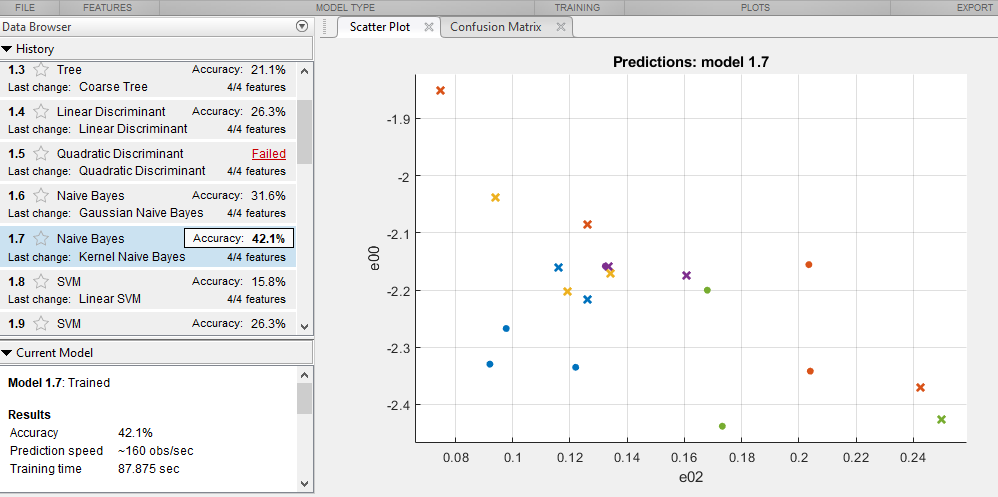 FILE FEATURES MODEL TYPE TRAINING PLOTS EXPORT
Data Browser
History
1.3 Tree Accuracy: 21.1%
Last change: Coarse Tree 4/4 features
1.4 Linear Discriminant Accuracy: 26.3%
Last change: Linear Discriminant 4/4 features
1.5 Quadratic Discriminant Failed
Last change: Quadratic Discriminant 4/4 features
1.6 Naive Bayes Accuracy: 31.6%
Last change: Gaussian Naive Bayes 4/4 features
1.7 Naive Bayes Accuracy: 42.1%
Last change: Kernel Naive Bayes 4/4 features
1.8 SVM Accuracy: 15.8%
Last change: Linear SVM 4/4 features
1.9 SVM Accuracy: 26.3%
Current Model
Model 1.7: Trained
Results
Accuracy 42.1%
Prediction speed ~160 obs/sec
Training time 87.875 sec
Scatter Plot Confusion Matrix
Predictions: model 1.7
-1.9
-2
-2.1
-2.2
-2.3
-2.4
e00
0.08 0.1 0.12 0.14 0.16 0.18 0.2 0.22 0.24
e02